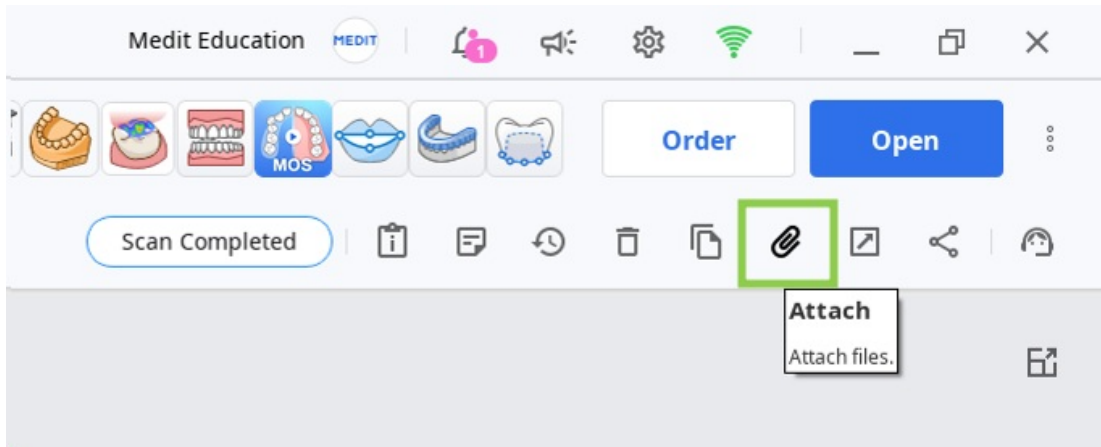 Medit Education
MEDIT
1
MOS
Order
Open
Scan Completed
Attach
Attach files.